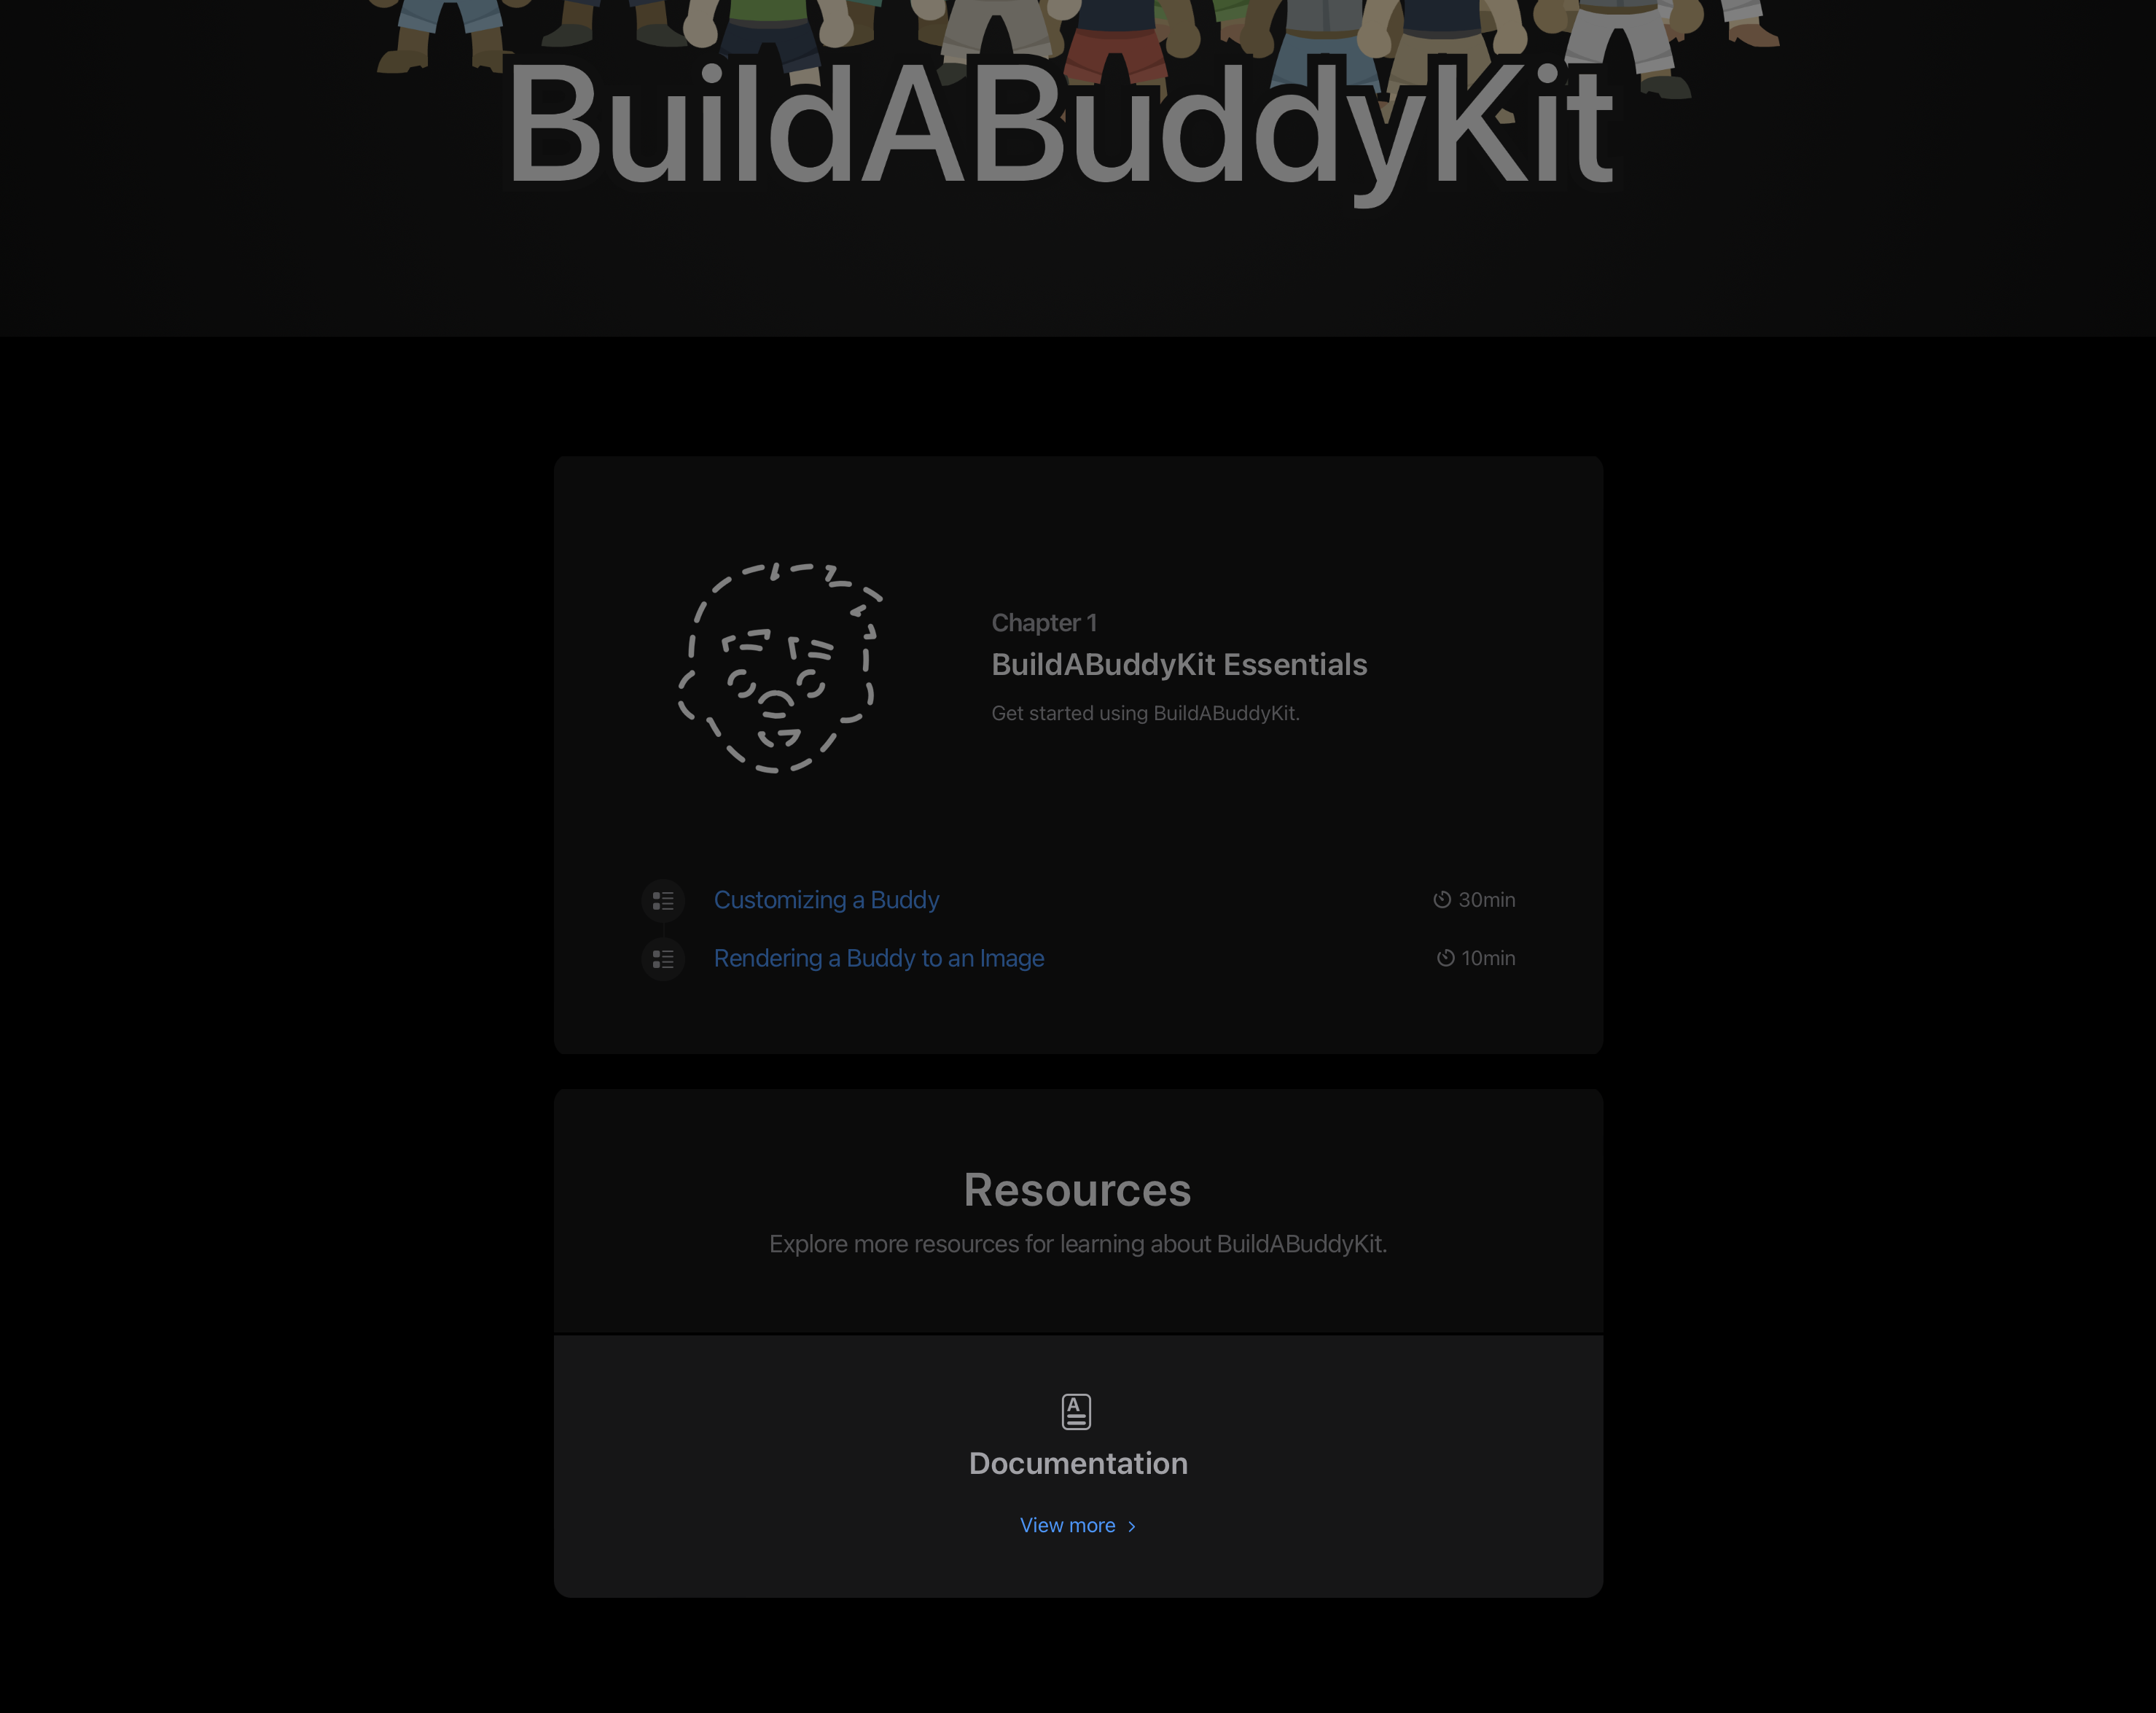 BuildABuddyKit
Chapter 1
BuildABuddyKit Essentials
Get started using BuildABuddyKit.
Customizing a Buddy
30min
Rendering a Buddy to an Image
10min
Resources
Explore more resources for learning about BuildABuddyKit.
Documentation
View more